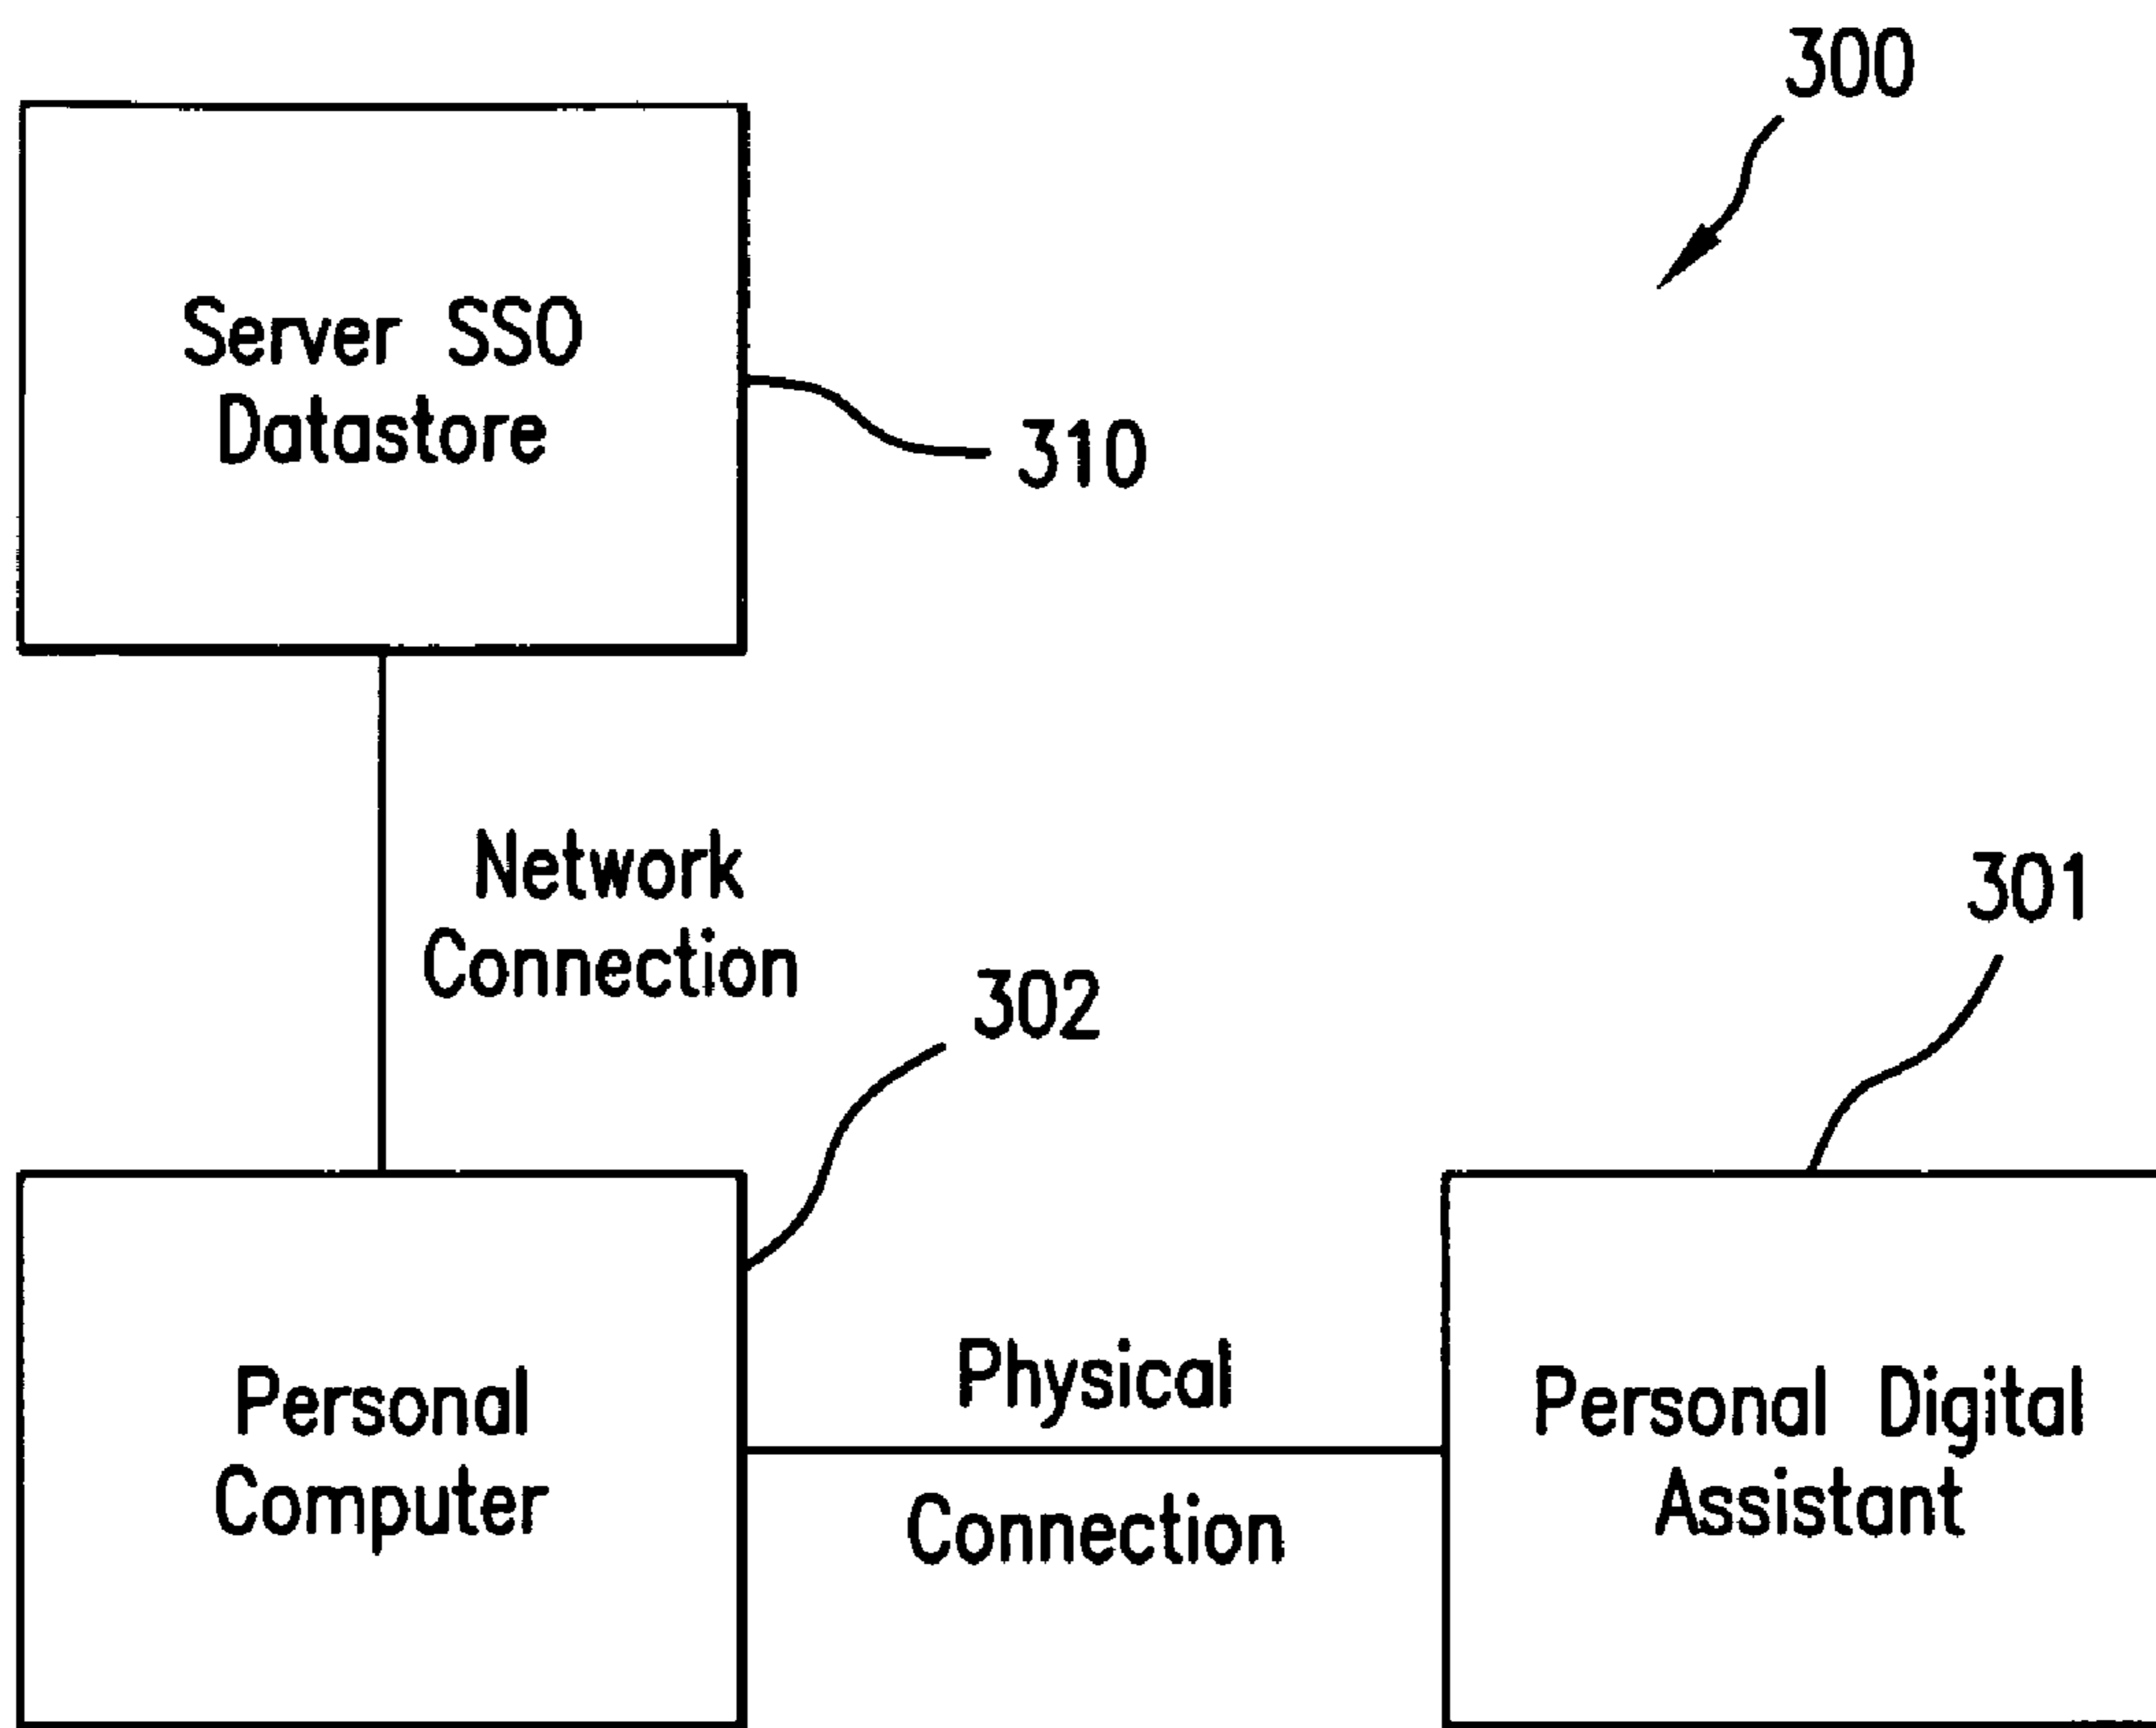 300
Server SSO
Datastore
310
Network
Connection
302
301
Personal
Computer
Physical
Connection
Personal Digital
Assistant